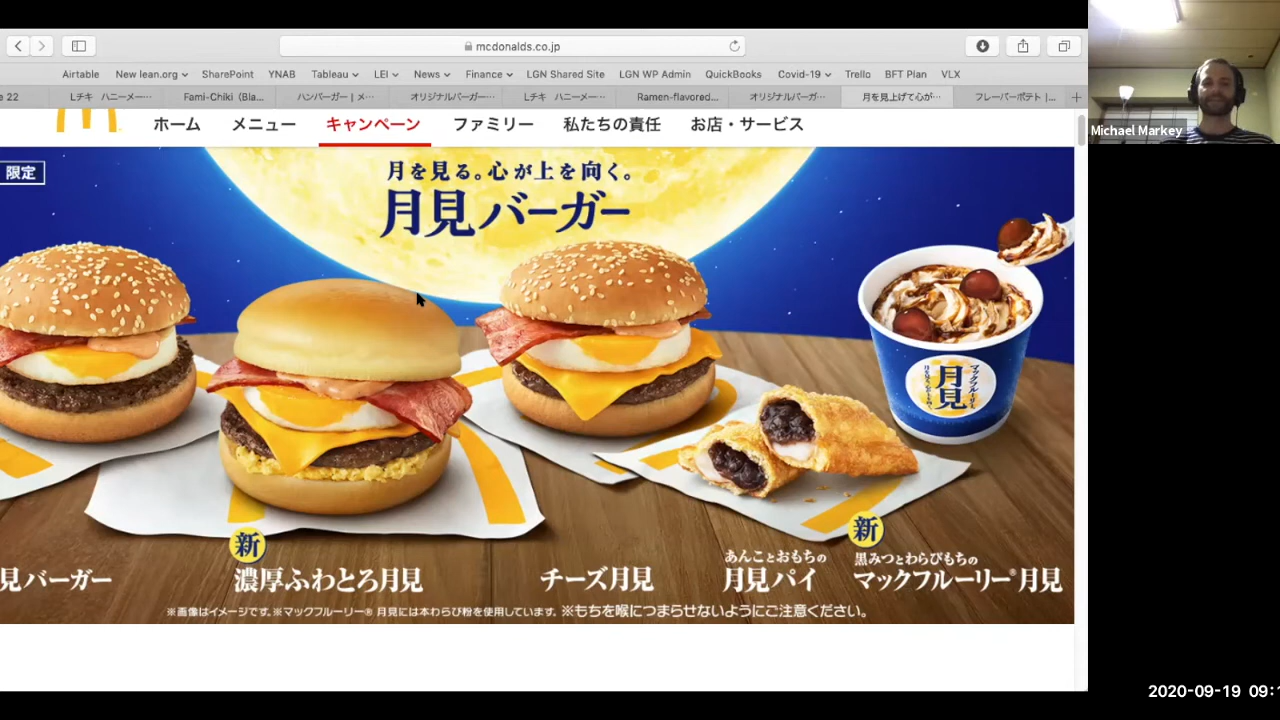 mcdonalds.co.jp
Airtable New lean.org SharePoint YNAB Tableau LEI News Finance LGN Shared Site LGN WP Admin QuickBooks Covid-19 Trello BFT Plan VLX
e 22 Lチキ ハニーメー… Fami-Chiki (Bla... ハンバーガー | メ… オリジナルバーガー… Lチキ ハニーメー… Ramen-flavored... オリジナルバーガ… 月を見上げて心が… フレーバーポテト |...
ホーム メニュー キャンペーン ファミリー 私たちの責任 お店・サービス
Michael Markey
限定
月を見る。心が上を向く。
月見バーガー
月見
新
新
あんことおもちの 黒みつとわらびもちの
見バーガー 濃厚ふわとろ月見 チーズ月見 月見パイ マックフルーリー®月見
※画像はイメージです。※マックフルーリー® 月見には本わらび粉を使用しています。 ※もちを喉につまらせないようにご注意ください。
2020-09-19 09: